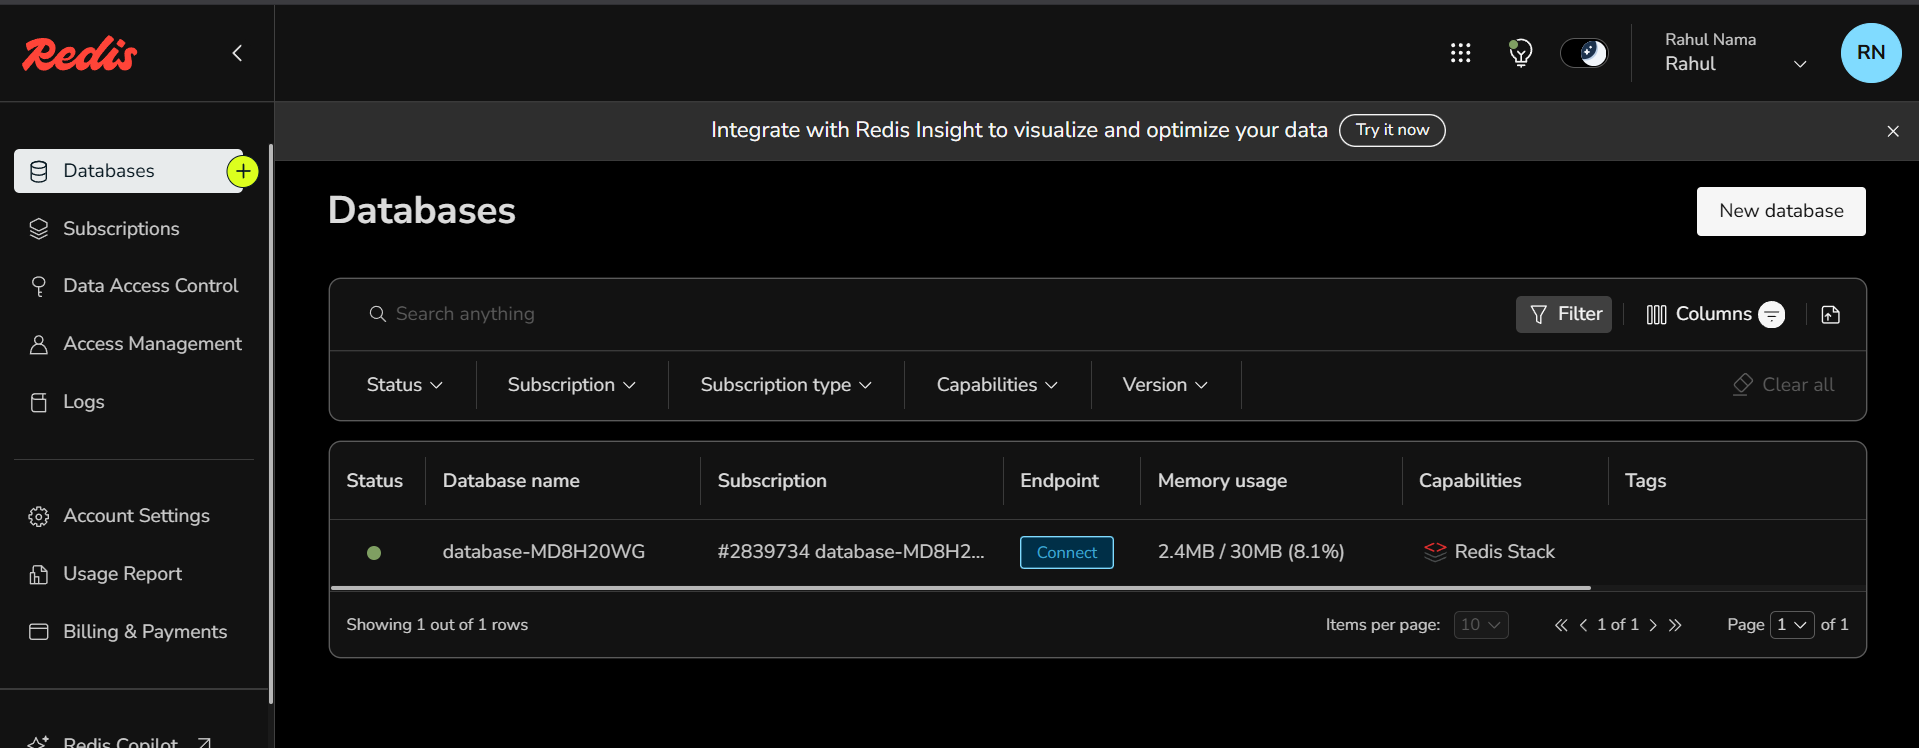 Redis
Rahul Nama
Rahul
RN
Integrate with Redis Insight to visualize and optimize your data Try it now
Databases
Subscriptions
Data Access Control
Access Management
Logs
Account Settings
Usage Report
Billing & Payments
Redis Copilot
Databases
New database
Search anything
Filter
Columns
Status Subscription Subscription type Capabilities Version Clear all
Status Database name Subscription Endpoint Memory usage Capabilities Tags
database-MD8H20WG #2839734 database-MD8H2... Connect 2.4MB / 30MB (8.1%) Redis Stack
Showing 1 out of 1 rows Items per page: 10 1 of 1 Page 1 of 1